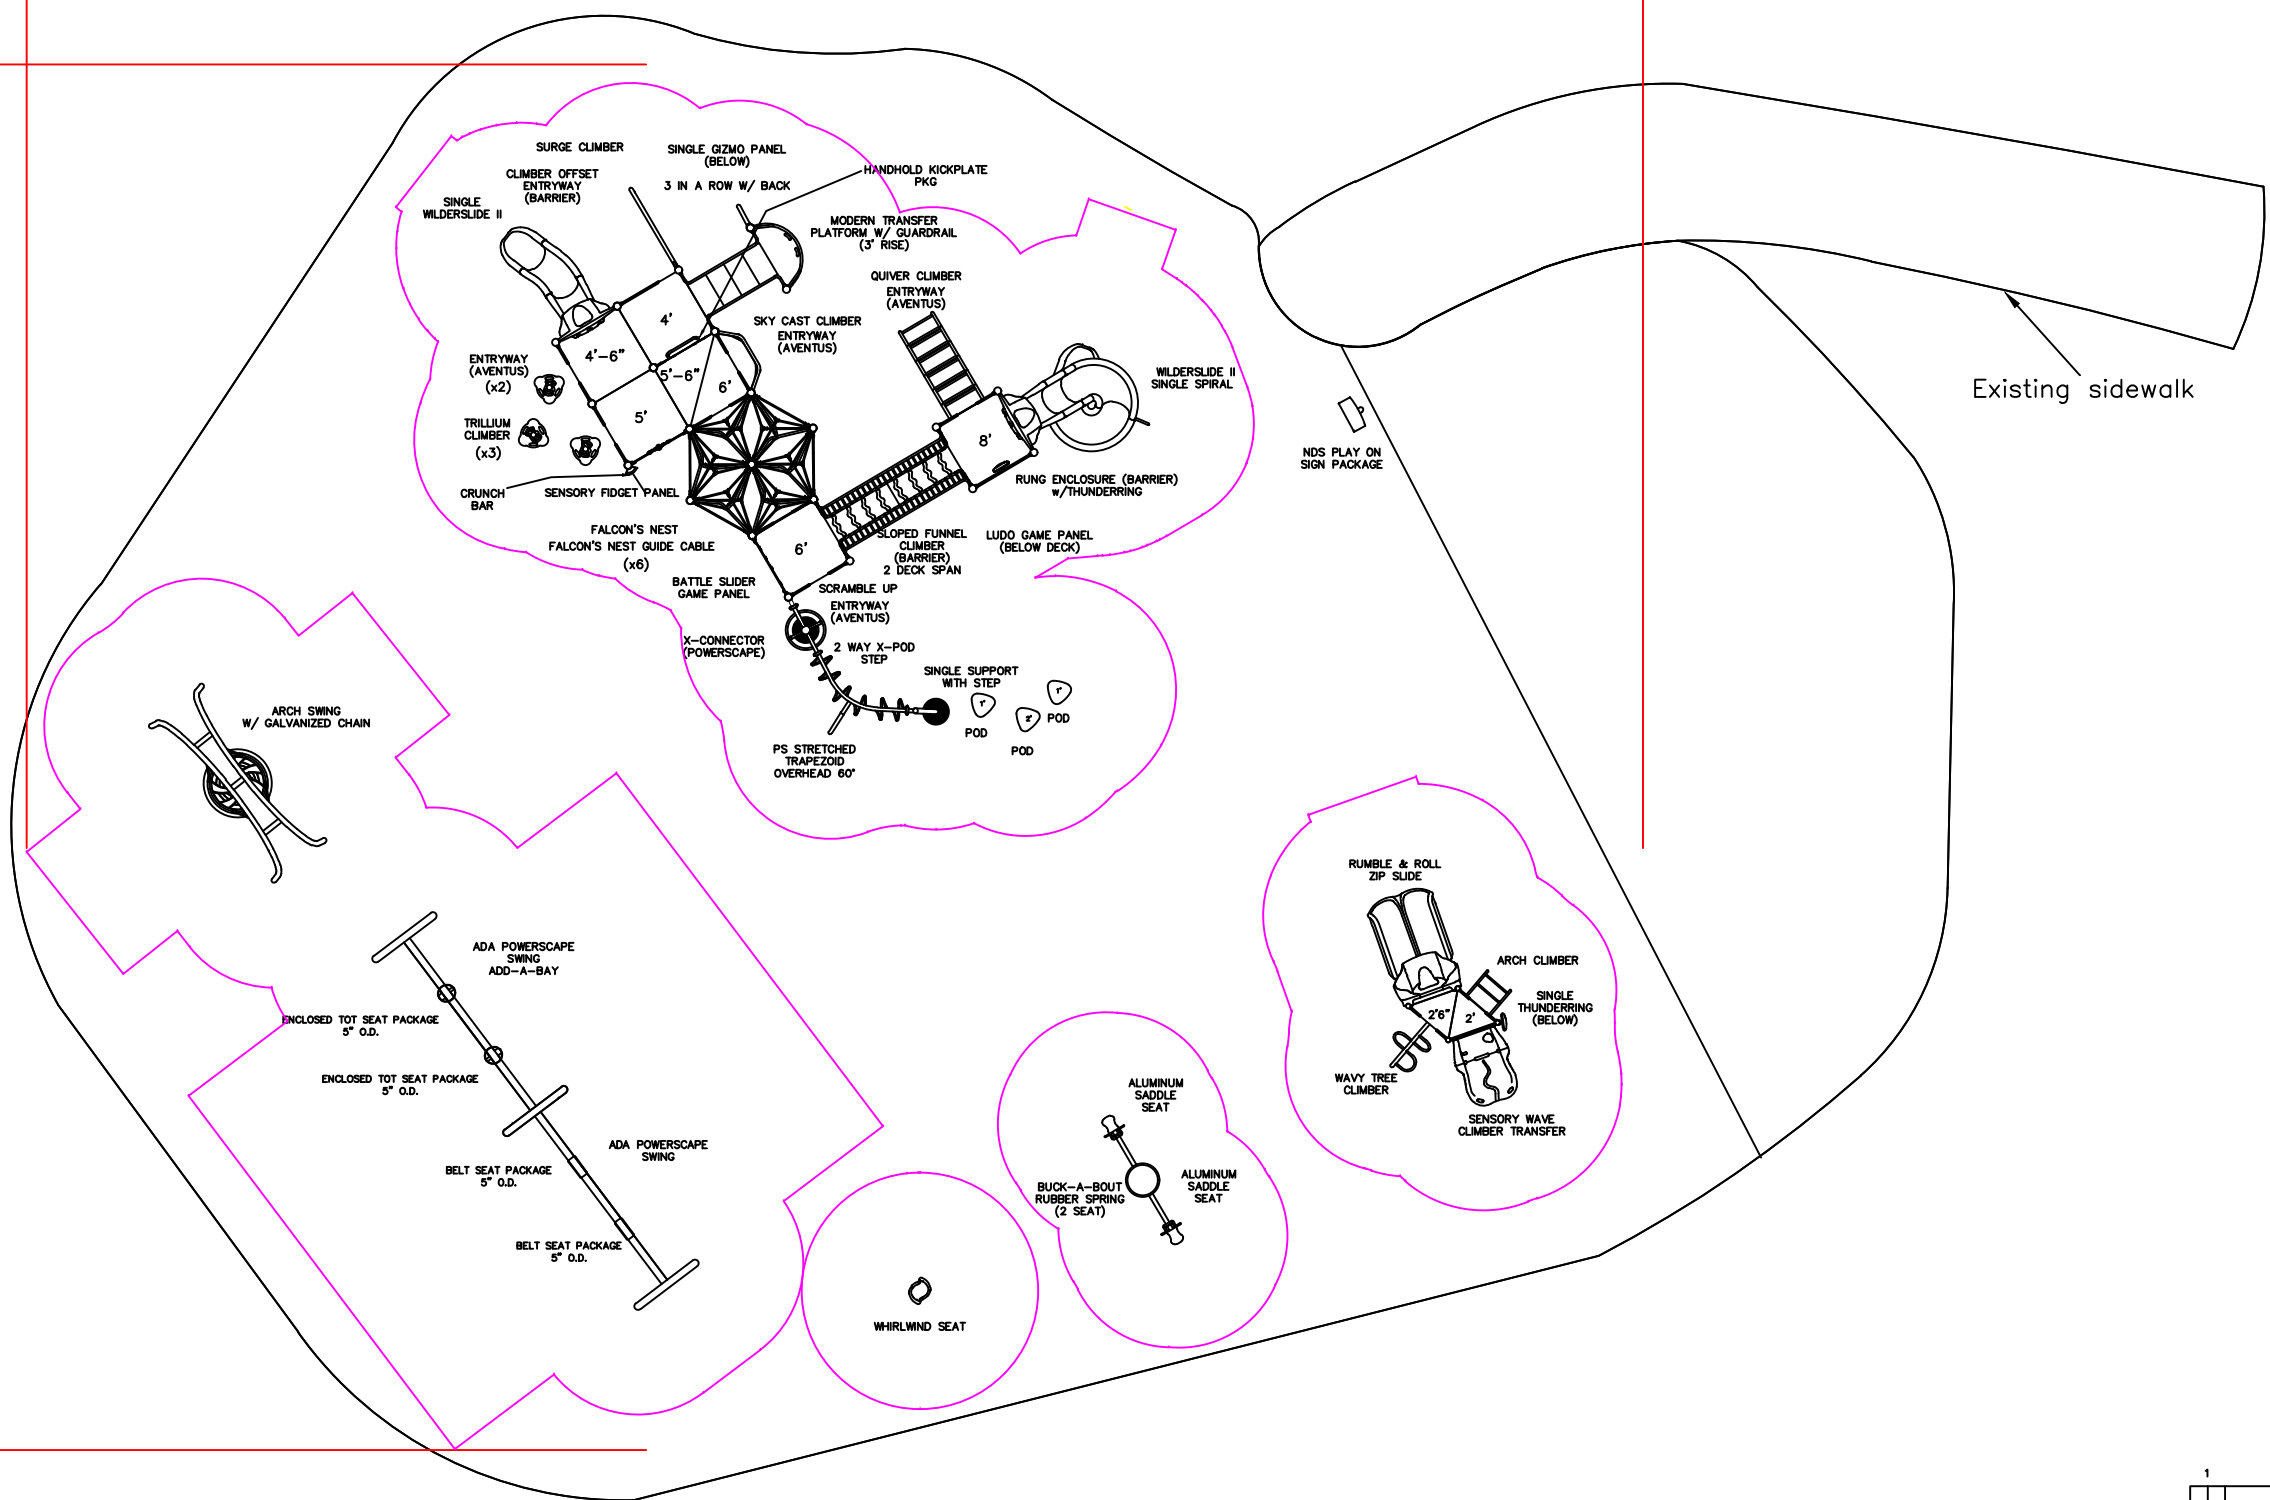 SURGE CLIMBER
SINGLE GIZMO PANEL
(BELOW)
3 IN A ROW W/ BACK
HANDHOLD KICKPLATE
PKG
CLIMBER OFFSET
ENTRYWAY
(BARRIER)
SINGLE
WILDERSLIDE II
MODERN TRANSFER
PLATFORM W/ GUARDRAIL
(3' RISE)
QUIVER CLIMBER
ENTRYWAY
(AVENTUS)
SKY CAST CLIMBER
ENTRYWAY
(AVENTUS)
4'
4'-6"
5'-6"
6'
5'
ENTRYWAY
(AVENTUS)
(x2)
TRILLIUM
CLIMBER
(x3)
WILDERSLIDE II
SINGLE SPIRAL
8'
Existing sidewalk
NDS PLAY ON
SIGN PACKAGE
RUNG ENCLOSURE (BARRIER)
w/THUNDERRING
CRUNCH
BAR
SENSORY FIDGET PANEL
FALCON'S NEST
FALCON'S NEST GUIDE CABLE
(x6)
6'
SLOPED FUNNEL
CLIMBER
(BARRIER)
2 DECK SPAN
LUDO GAME PANEL
(BELOW DECK)
BATTLE SLIDER
GAME PANEL
SCRAMBLE UP
ENTRYWAY
(AVENTUS)
X-CONNECTOR
(POWERSCAPE)
2 WAY X-POD
STEP
SINGLE SUPPORT
WITH STEP
1'
2'
1'
POD
POD
POD
PS STRETCHED
TRAPEZOID
OVERHEAD 60°
ARCH SWING
W/ GALVANIZED CHAIN
ADA POWERSCAPE
SWING
ADD-A-BAY
ENCLOSED TOT SEAT PACKAGE
5" O.D.
ENCLOSED TOT SEAT PACKAGE
5" O.D.
ADA POWERSCAPE
SWING
BELT SEAT PACKAGE
5" O.D.
BELT SEAT PACKAGE
5" O.D.
WHIRLWIND SEAT
ALUMINUM
SADDLE
SEAT
BUCK-A-BOUT
RUBBER SPRING
(2 SEAT)
ALUMINUM
SADDLE
SEAT
RUMBLE & ROLL
ZIP SLIDE
ARCH CLIMBER
SINGLE
THUNDERRING
(BELOW)
2'6"
2'
WAVY TREE
CLIMBER
SENSORY WAVE
CLIMBER TRANSFER
1